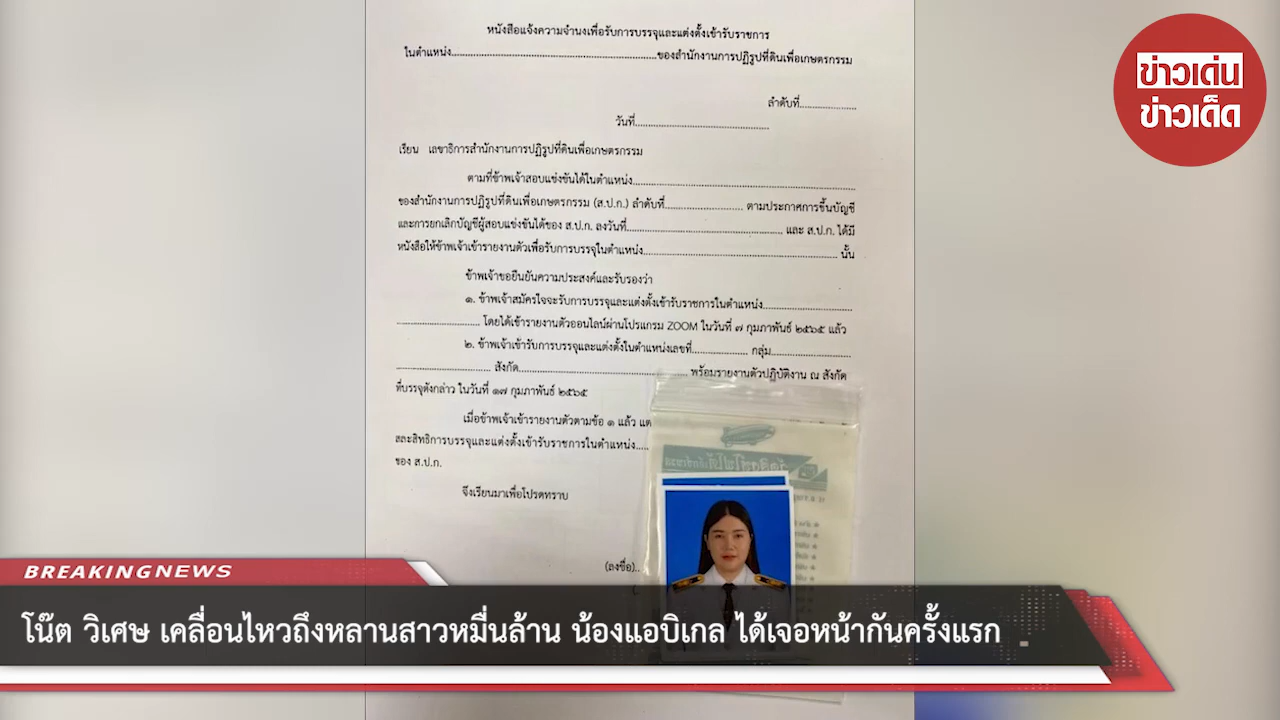 หนังสือแจ้งความจำนงเพื่อรับการบรรจุและแต่งตั้งเข้ารับราชการ
ในตำแหน่ง..........................................................ของสำนักงานการปฏิรูปที่ดินเพื่อเกษตรกรรม
ข่าวเด่น
ข่าวเด็ด
ลำดับที่................
วันที่......................................
เรียน เลขาธิการสำนักงานการปฏิรูปที่ดินเพื่อเกษตรกรรม
ตามที่ข้าพเจ้าสอบแข่งขันได้ในตำแหน่ง...............................................................
ของสำนักงานการปฏิรูปที่ดินเพื่อเกษตรกรรม (ส.ป.ก.) ลำดับที่...................... ตามประกาศการขึ้นบัญชี
และการยกเลิกบัญชีผู้สอบแข่งขันได้ของ ส.ป.ก. ลงวันที่............................................ และ ส.ป.ก. ได้มี
หนังสือให้ข้าพเจ้าเข้ารายงานตัวเพื่อรับการบรรจุในตำแหน่ง....................................................... นั้น
ข้าพเจ้าขอยืนยันความประสงค์และรับรองว่า
๑. ข้าพเจ้าสมัครใจจะรับการบรรจุและแต่งตั้งเข้ารับราชการในตำแหน่ง.........................
........................ โดยได้เข้ารายงานตัวออนไลน์ผ่านโปรแกรม ZOOM ในวันที่ ๗ กุมภาพันธ์ ๒๕๖๕ แล้ว
๒. ข้าพเจ้าเข้ารับการบรรจุและแต่งตั้งในตำแหน่งเลขที่................ กลุ่ม.......................
........................... สังกัด................................................ พร้อมรายงานตัวปฏิบัติงาน ณ สังกัด
ที่บรรจุดังกล่าว ในวันที่ ๑๗ กุมภาพันธ์ ๒๕๖๕
เมื่อข้าพเจ้าเข้ารายงานตัวตามข้อ ๑ แล้ว
สละสิทธิการบรรจุและแต่งตั้งเข้ารับราชการในตำแหน่ง.....
ของ ส.ป.ก.
จึงเรียนมาเพื่อโปรดทราบ
(ลงชื่อ)..
BREAKING NEWS
โน๊ต วิเศษ เคลื่อนไหวถึงหลานสาวหมื่นล้าน น้องแอบิเกล ได้เจอหน้ากันครั้งแรก